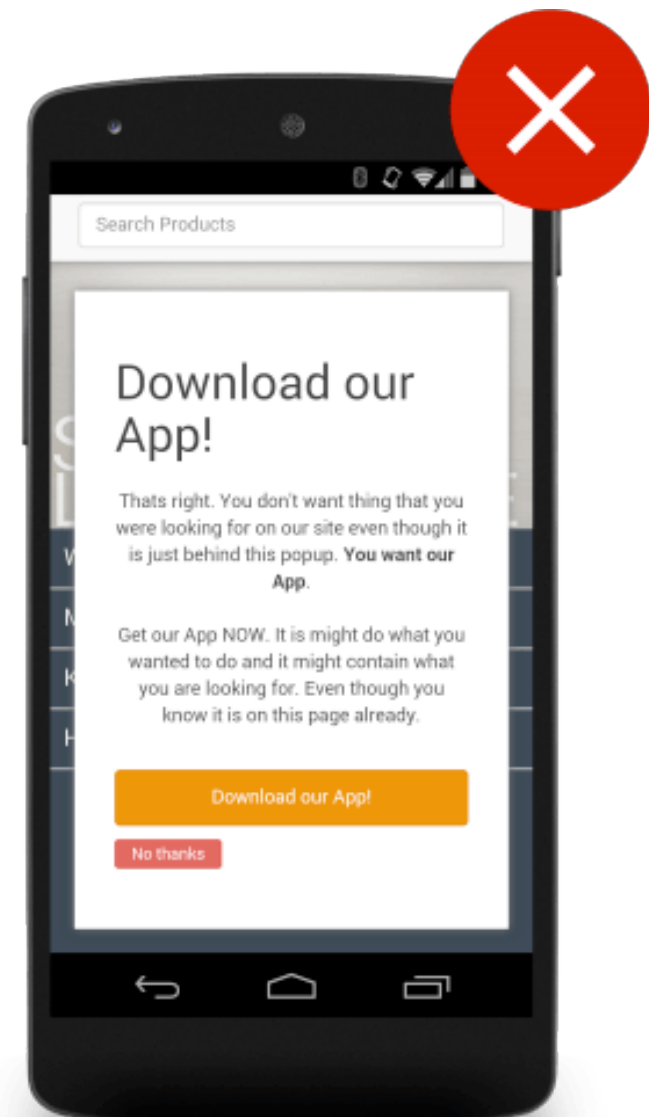 Search Products
Download our
App!
Thats right. You don't want thing that you
were looking for on our site even though it
is just behind this popup. You want our
App.
Get our App NOW. It is might do what you
wanted to do and it might contain what
you are looking for. Even though you
know it is on this page already.
Download our App!
No thanks